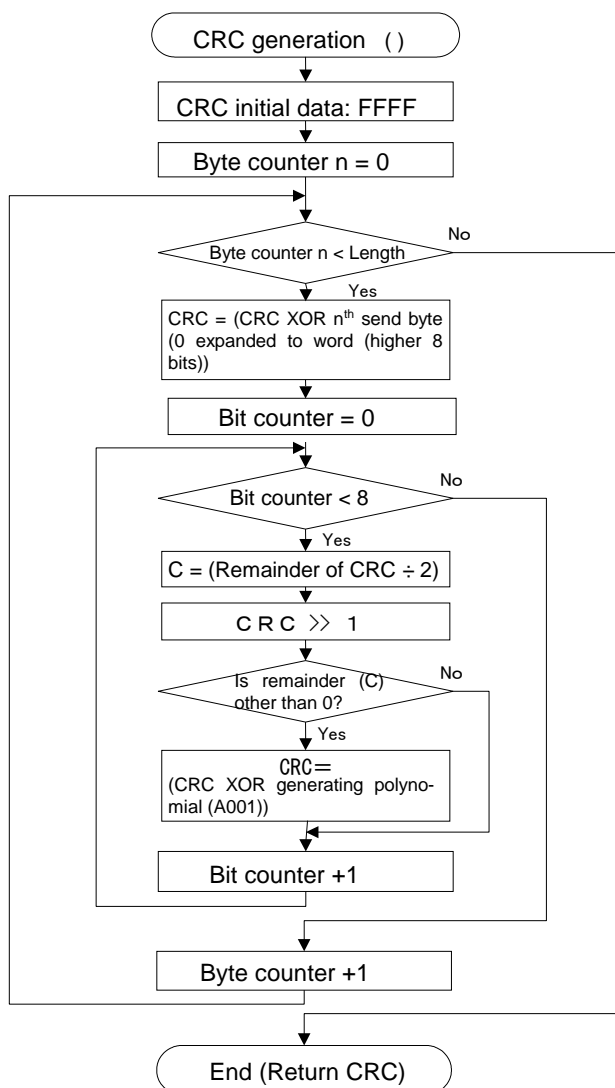 CRC generation ()
CRC initial data: FFFF
Byte counter n = 0
Byte counter n < Length
No
Yes
CRC = (CRC XOR nth send byte
(0 expanded to word (higher 8
bits))
Bit counter = 0
Bit counter < 8
No
Yes
C = (Remainder of CRC ÷ 2)
CRC ≫ 1
Is remainder (C)
other than 0?
No
Yes
CRC=
(CRC XOR generating polyno-
mial (A001))
Bit counter +1
Byte counter +1
End (Return CRC)